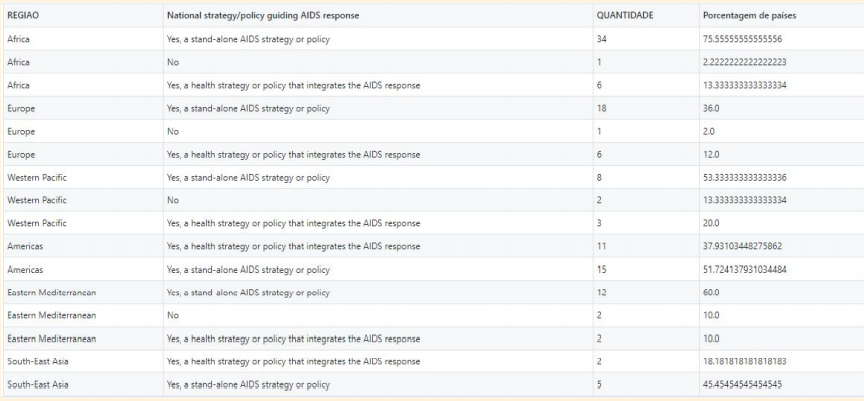 REGIAO National strategy/policy guiding AIDS response QUANTIDADE Porcentagem de países
Africa Yes, a stand-alone AIDS strategy or policy 34 75.55555555555556
Africa No 1 2.2222222222222223
Africa Yes, a health strategy or policy that integrates the AIDS response 6 13.333333333333334
Europe Yes, a stand-alone AIDS strategy or policy 18 36.0
Europe No 1 2.0
Europe Yes, a health strategy or policy that integrates the AIDS response 6 12.0
Western Pacific Yes, a stand-alone AIDS strategy or policy 8 53.333333333333336
Western Pacific No 2 13.333333333333334
Western Pacific Yes, a health strategy or policy that integrates the AIDS response 3 20.0
Americas Yes, a health strategy or policy that integrates the AIDS response 11 37.93103448275862
Americas Yes, a stand-alone AIDS strategy or policy 15 51.724137931034484
Eastern Mediterranean Yes, a stand-alone AIDS strategy or policy 12 60.0
Eastern Mediterranean No 2 10.0
Eastern Mediterranean Yes, a health strategy or policy that integrates the AIDS response 2 10.0
South-East Asia Yes, a health strategy or policy that integrates the AIDS response 2 18.181818181818183
South-East Asia Yes, a stand-alone AIDS strategy or policy 5 45.45454545454545